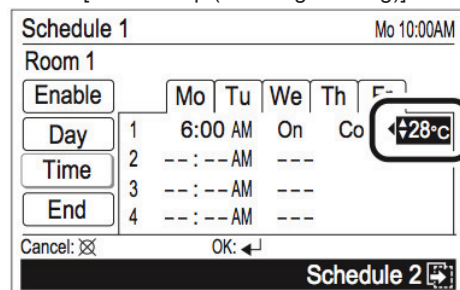 Schedule 1 Mo 10:00AM
Room 1
Enable Mo Tu We Th
Day 1 6:00 AM On Co 28°C
Time 2 --:--AM ---
3 --:--AM ---
End 4 --:--AM ---
Cancel: OK:
Schedule 2